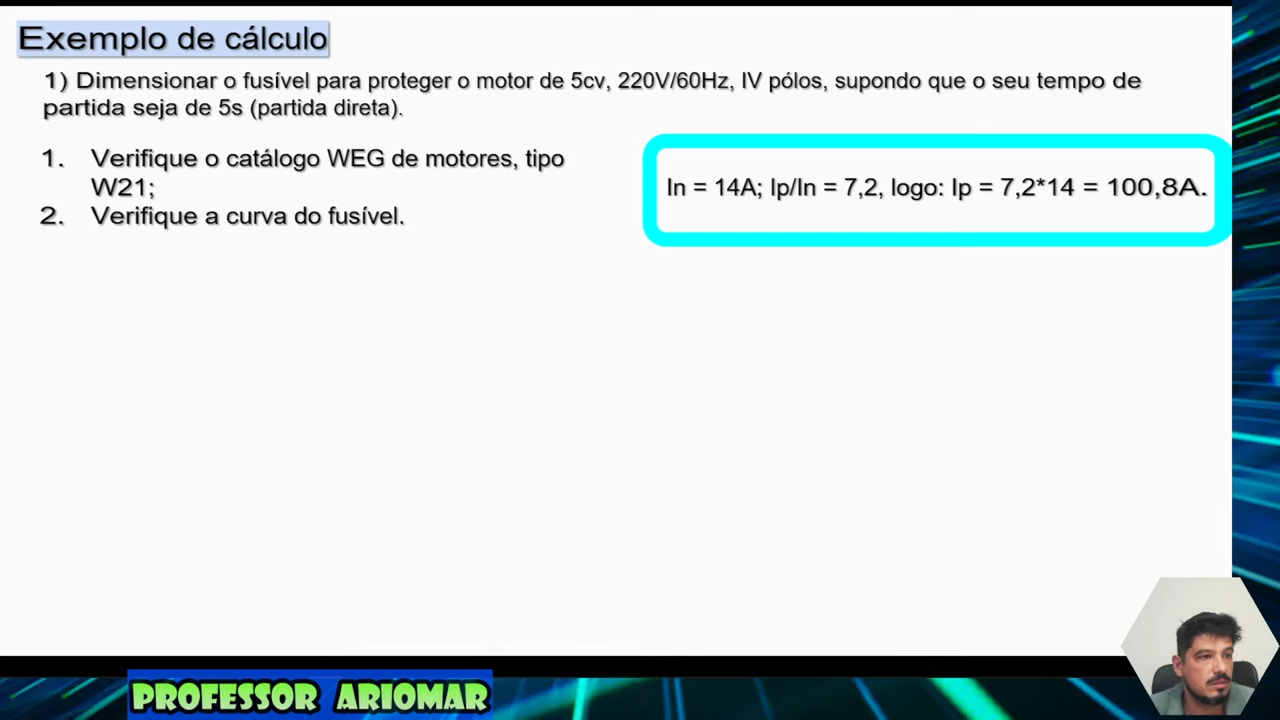 Exemplo de cálculo
1) Dimensionar o fusível para proteger o motor de 5cv, 220V/60Hz, IV pólos, supondo que o seu tempo de
partida seja de 5s (partida direta).
1. Verifique o catálogo WEG de motores, tipo
W21;
2. Verifique a curva do fusível.
In = 14A; Ip/In = 7,2, logo: Ip = 7,2*14 = 100,8A.
PROFESSOR ARIOMAR